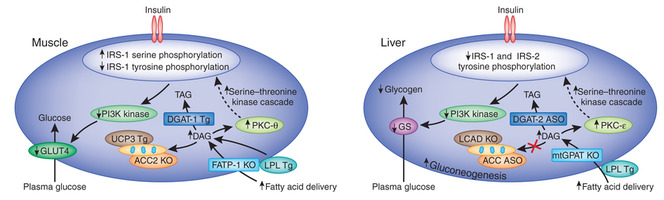 Insulin
Muscle
↑ IRS-1 serine phosphorylation
↓ IRS-1 tyrosine phosphorylation
TAG
↑Serine–threonine
kinase cascade
Glucose
↓PI3K kinase
DGAT-1 Tg
↑ PKC-θ
↑DAG
UCP3 Tg
↓GLUT4
ACC2 KO
FATP-1 KO
LPL Tg
Plasma glucose
↑Fatty acid delivery
Insulin
Liver
↓IRS-1 and IRS-2
tyrosine phosphorylation
↓Glycogen
TAG
↑Serine–threonine
kinase cascade
↓PI3K kinase
DGAT-2 ASO
↓GS
↑PKC-ε
↑DAG
LCAD KO
ACC ASO
mtGPAT KO
↑Gluconeogenesis
LPL Tg
Plasma glucose
↑Fatty acid delivery